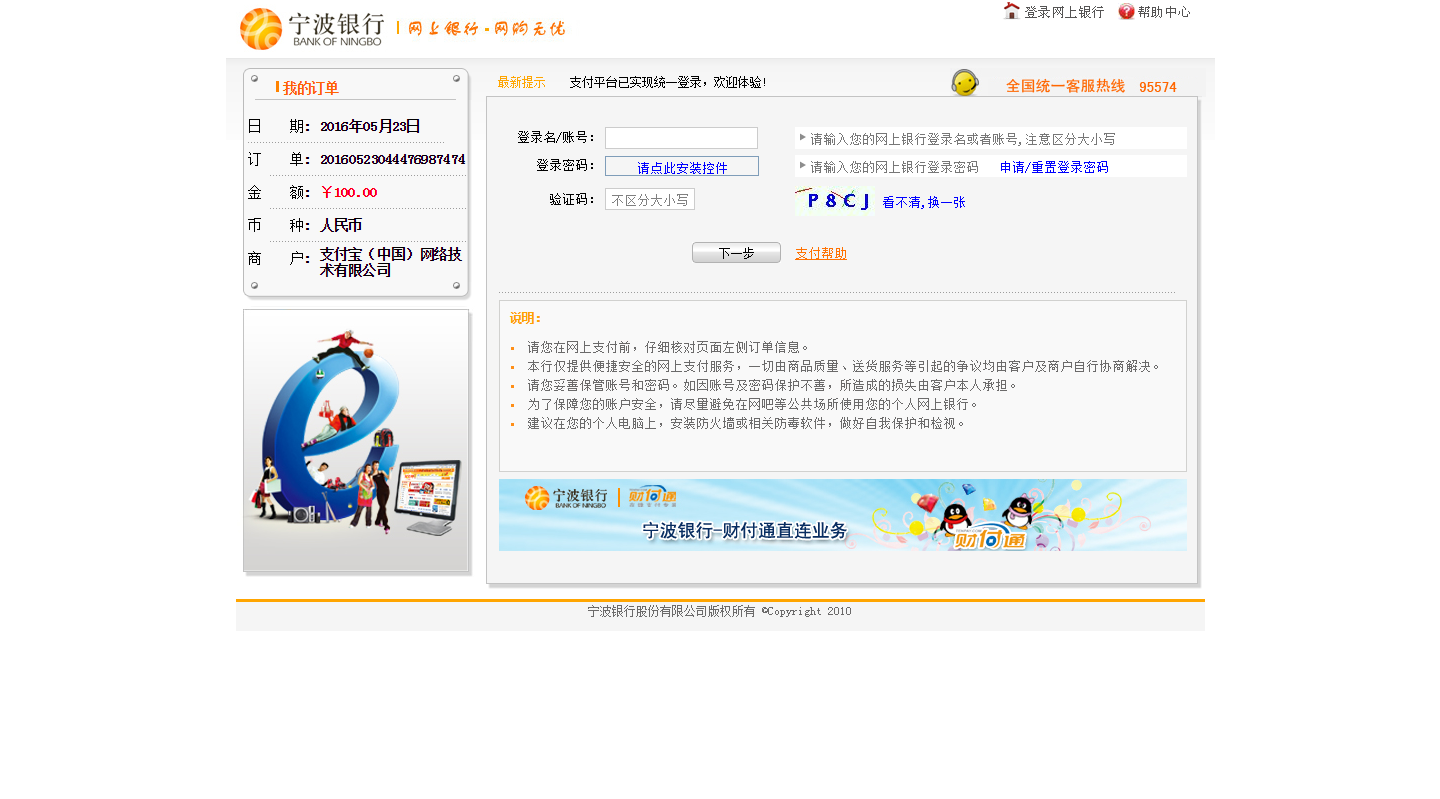 宁波银行 BANK OF NINGBO 网上银行-网购无忧
登录网上银行 帮助中心
我的订单
日 期: 2016年05月23日
订 单: 20160523044476987474
金 额: ￥100.00
币 种: 人民币
商 户: 支付宝（中国）网络技
术有限公司
最新提示 支付平台已实现统一登录，欢迎体验!
全国统一客服热线 95574
登录名/账号: 请输入您的网上银行登录名或者账号,注意区分大小写
登录密码: 请点此安装控件 请输入您的网上银行登录密码 申请/重置登录密码
验证码: 不区分大小写 P8CJ 看不清,换一张
下一步 支付帮助
说明:
请您在网上支付前，仔细核对页面左侧订单信息。
本行仅提供便捷安全的网上支付服务，一切由商品质量、送货服务等引起的争议均由客户及商户自行协商解决。
请您妥善保管账号和密码。如因账号及密码保护不善，所造成的损失由客户本人承担。
为了保障您的账户安全，请尽量避免在网吧等公共场所使用您的个人网上银行。
建议在您的个人电脑上，安装防火墙或相关防毒软件，做好自我保护和检视。
宁波银行 BANK OF NINGBO 财付通
宁波银行-财付通直连业务
财付通
宁波银行股份有限公司版权所有 ©Copyright 2010